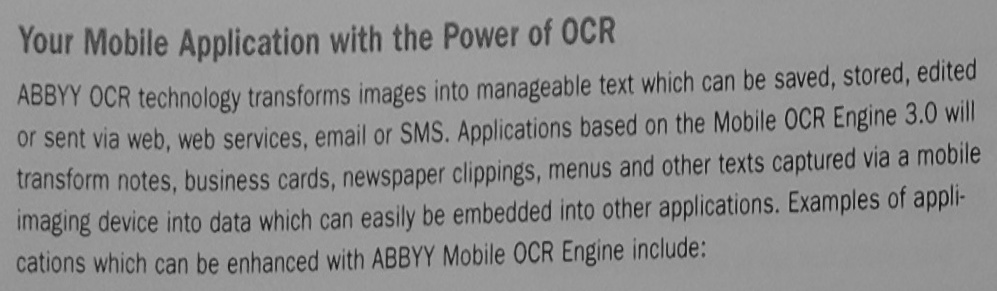 Your Mobile Application with the Power of OCR
ABBYY OCR technology transforms images into manageable text which can be saved, stored, edited
or sent via web, web services, email or SMS. Applications based on the Mobile OCR Engine 3.0 will
transform notes, business cards, newspaper clippings, menus and other texts captured via a mobile
imaging device into data which can easily be embedded into other applications. Examples of appli-
cations which can be enhanced with ABBYY Mobile OCR Engine include: